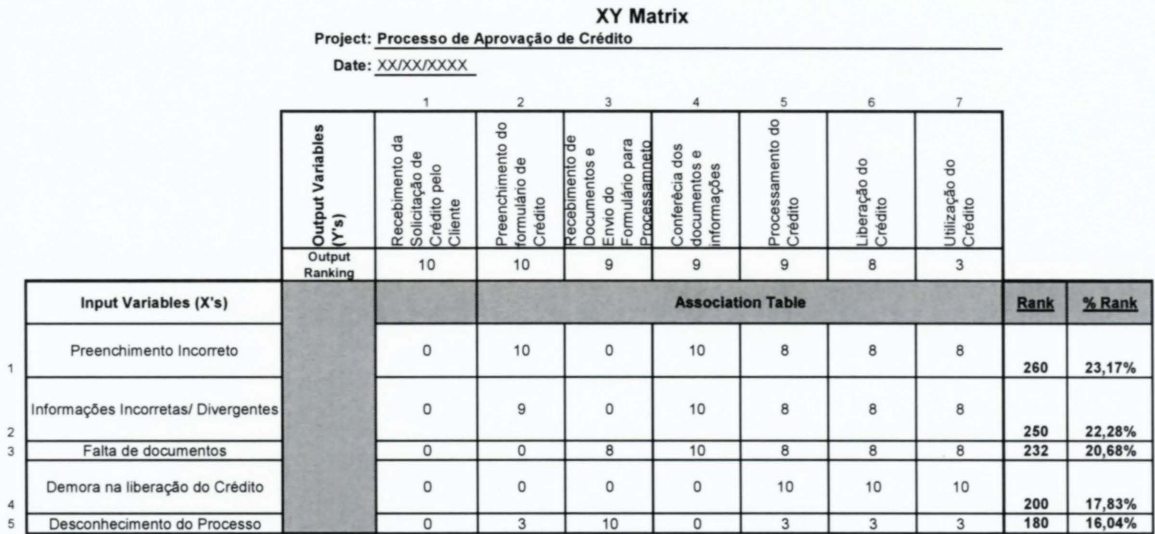 XY Matrix
Project: Processo de Aprovação de Crédito
Date: XX/XX/XXXX
1 2 3 4 5 6 7
Output Variables
(Y's)
Recebimento da
Solicitação de
Crédito pelo
Cliente
Preenchimento do
formulário de
Crédito
Recebimento de
Documentos e
Envio do
Formulário para
Processamneto
Conferêcia dos
documentos e
informações
Processamento do
Crédito
Liberação do
Crédito
Utilização do
Crédito
Output
Ranking
10 10 9 9 9 8 3
Input Variables (X's) Association Table Rank % Rank
1 Preenchimento Incorreto 0 10 0 10 8 8 8 260 23,17%
2 Informações Incorretas/ Divergentes 0 9 0 10 8 8 8 250 22,28%
3 Falta de documentos 0 0 8 10 8 8 8 232 20,68%
4 Demora na liberação do Crédito 0 0 0 0 10 10 10 200 17,83%
5 Desconhecimento do Processo 0 3 10 0 3 3 3 180 16,04%